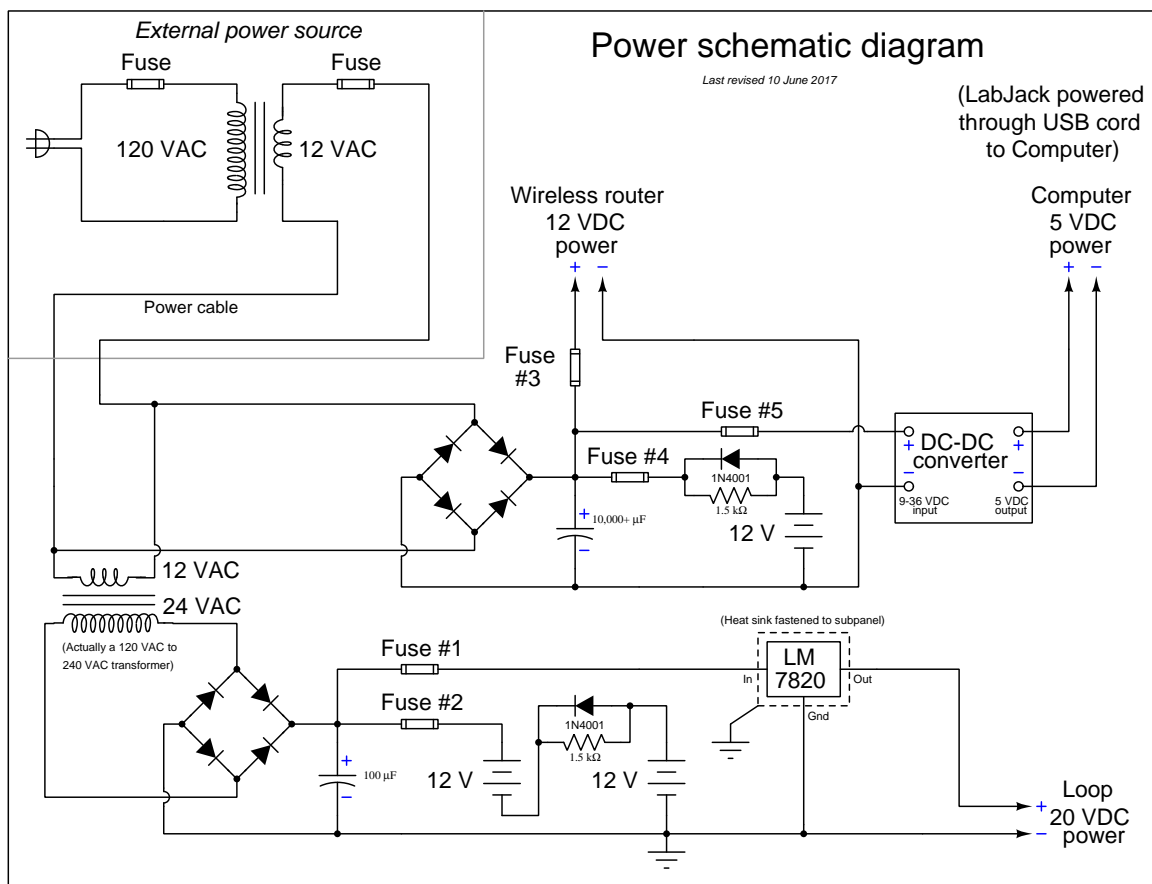 External power source
Fuse
Fuse
120 VAC
12 VAC
Power cable
Power schematic diagram
Last revised 10 June 2017
(LabJack powered
through USB cord
to Computer)
Wireless router
12 VDC
power
+ −
Computer
5 VDC
power
+ −
Fuse
#3
Fuse #5
Fuse #4
1N4001
1.5 kΩ
+
10,000+ µF
−
12 V
DC-DC
converter
+ +
− −
9-36 VDC
input
5 VDC
output
12 VAC
24 VAC
(Actually a 120 VAC to
240 VAC transformer)
Fuse #1
Fuse #2
1N4001
1.5 kΩ
+
100 µF
−
12 V
12 V
(Heat sink fastened to subpanel)
LM
7820
In
Out
Gnd
Loop
+ 20 VDC
− power